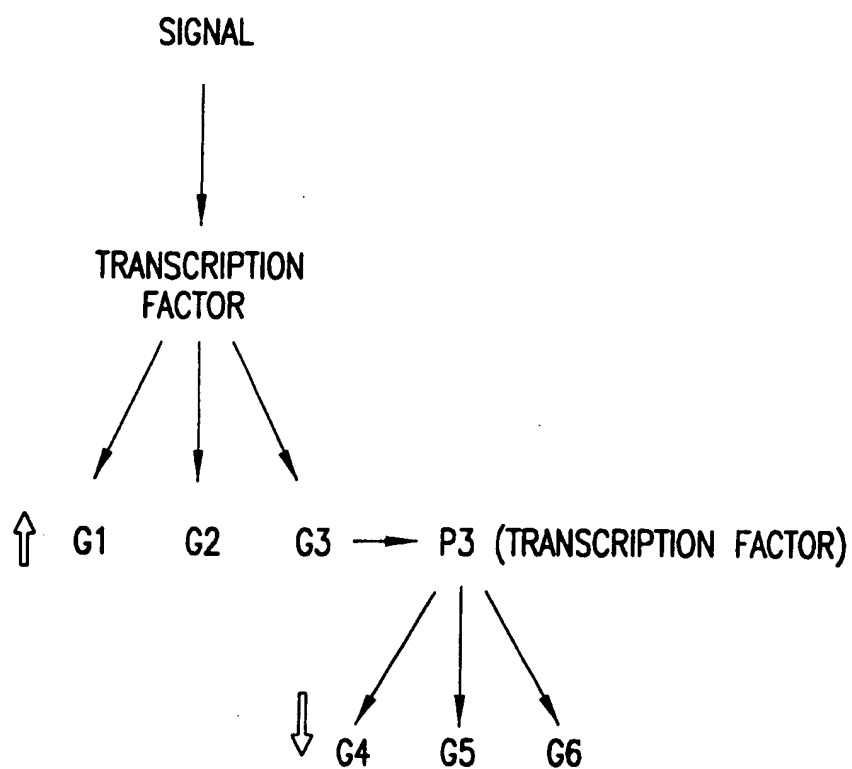 SIGNAL
TRANSCRIPTION
FACTOR
G1 G2 G3 P3 (TRANSCRIPTION FACTOR)
G4 G5 G6